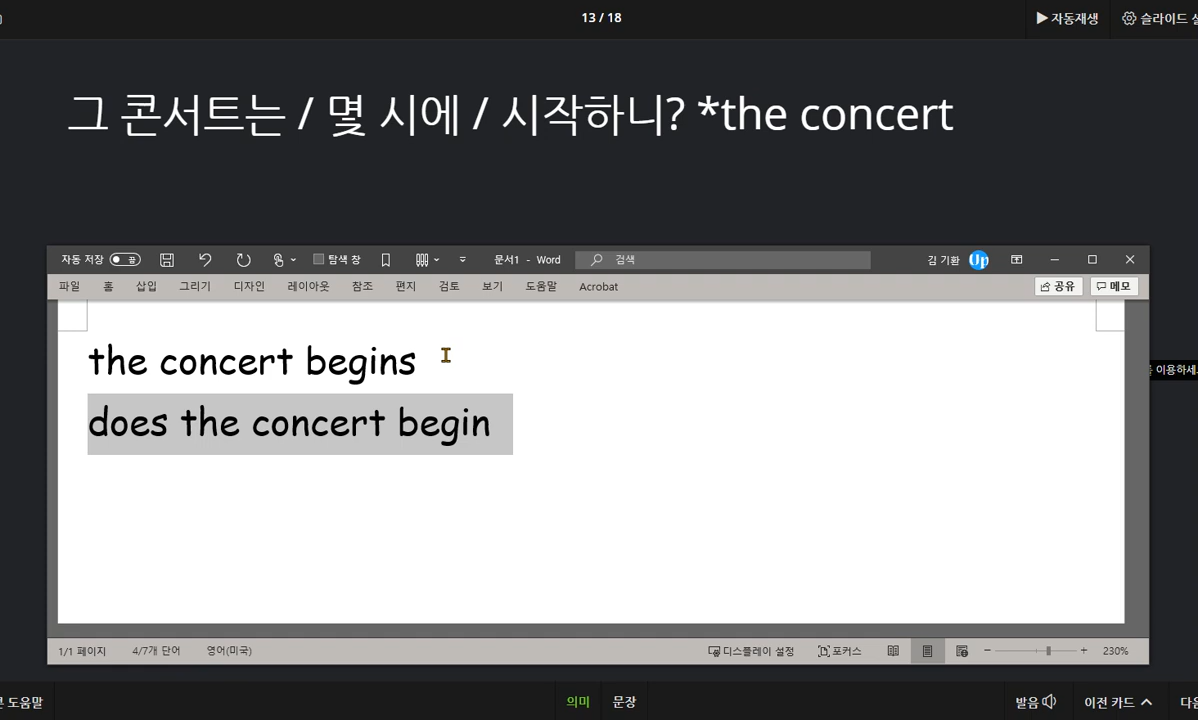 13 / 18
▶자동재생
슬라이드
그 콘서트는 / 몇 시에 / 시작하니? *the concert
자동 저장 끔
탐색 창
문서1 - Word
검색
김 기환
Up
파일 홈 삽입 그리기 디자인 레이아웃 참조 편지 검토 보기 도움말 Acrobat
공유
메모
the concert begins
does the concert begin
이용하세
1/1 페이지 4/7개 단어 영어(미국)
디스플레이 설정 포커스 − + 230%
도움말
의미 문장
발음
이전 카드